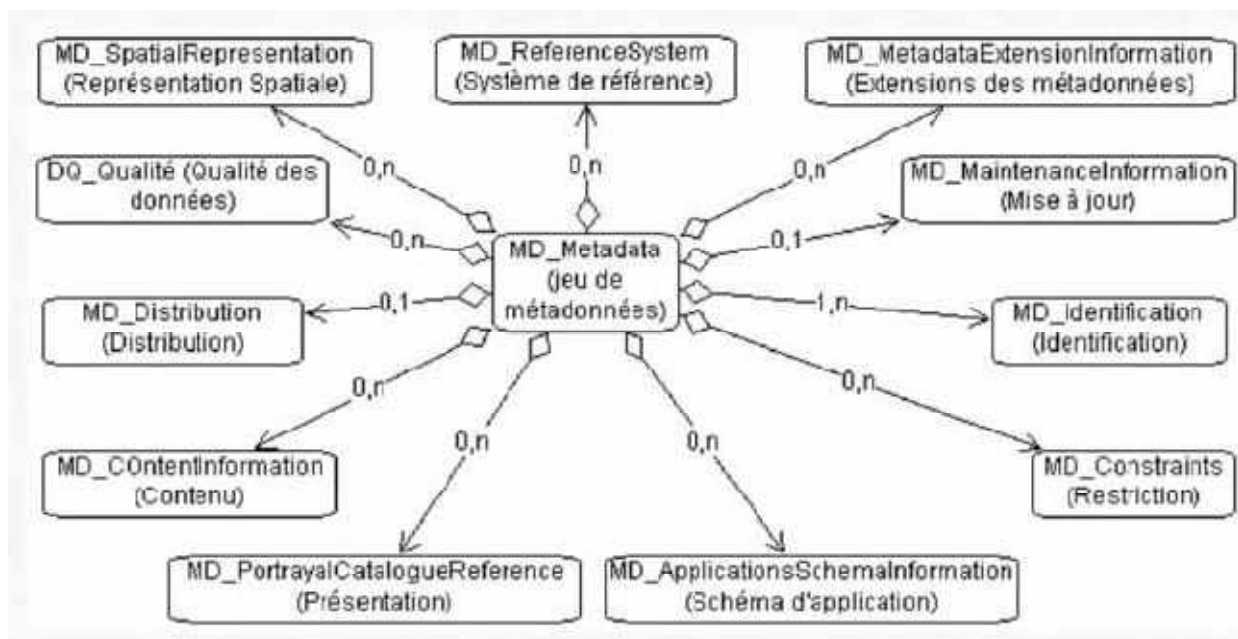 MD_SpatialRepresentation
(Représentation Spatiale)
MD_ReferenceSystem
(Système de référence)
MD_MetadataExtensionInformation
(Extensions des métadonnées)
DQ_Qualité (Qualité des
données)
MD_MaintenanceInformation
(Mise à jour)
0,n
0,n
0,n
0,n
0,1
MD_Metadata
(jeu de
métadonnées)
MD_Distribution
(Distribution)
0,1
1,n
MD_Identification
(Identification)
0,n
0,n
0,n
0,n
MD_COntentInformation
(Contenu)
MD_Constraints
(Restriction)
MD_PortrayalCatalogueReference
(Présentation)
MD_ApplicationsSchemaInformation
(Schéma d'application)